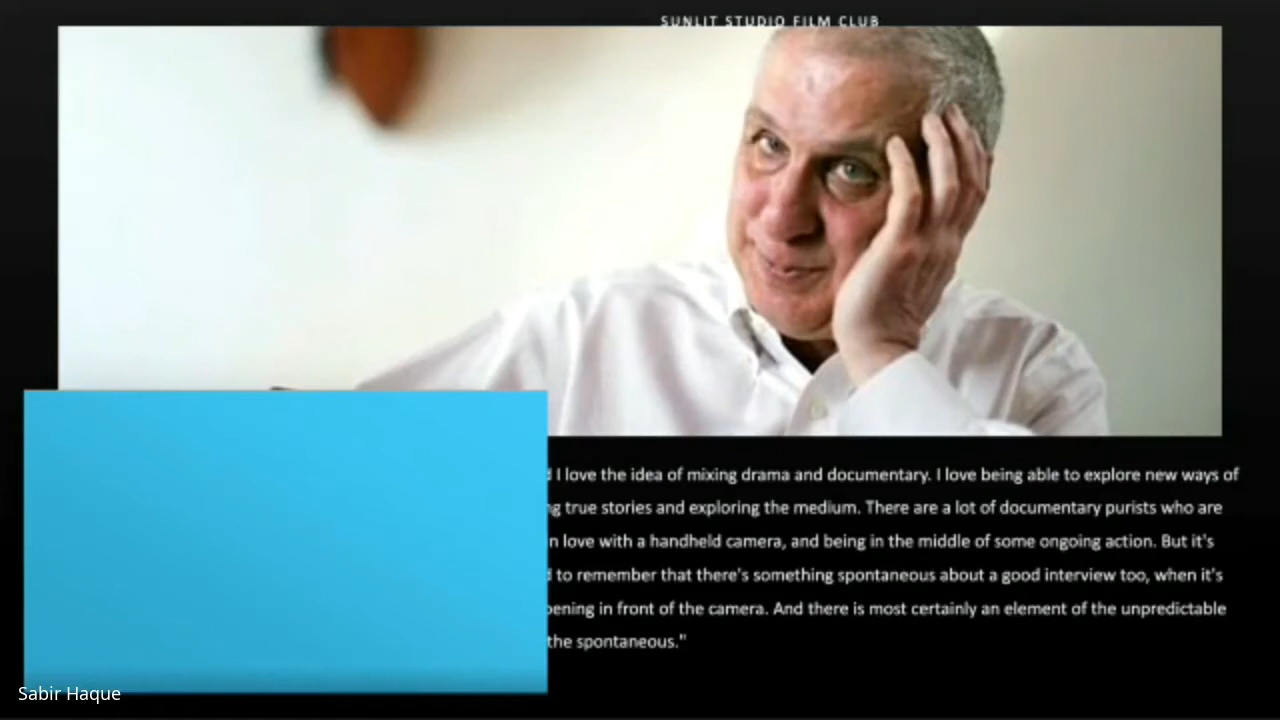 SUNLIT STUDIO FILM CLUB
I love the idea of mixing drama and documentary. I love being able to explore new ways of
true stories and exploring the medium. There are a lot of documentary purists who are
love with a handheld camera, and being in the middle of some ongoing action. But it's
to remember that there's something spontaneous about a good interview too, when it's
in front of the camera. And there is most certainly an element of the unpredictable
the spontaneous."
Sabir Haque